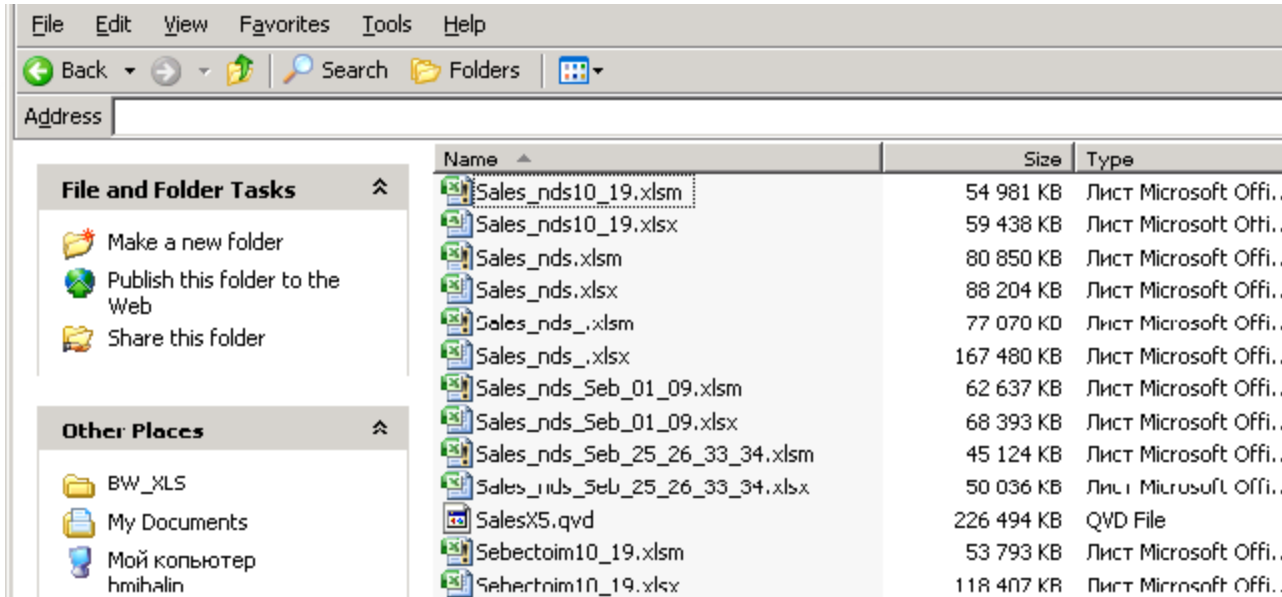 File Edit View Favorites Tools Help
Back Search Folders
Address
Name Size Type
File and Folder Tasks
Make a new folder
Publish this folder to the
Web
Share this folder
Other Places
BW_XLS
My Documents
Мой копьютер
hmihalin
Sales_nds10_19.xlsm 54 981 KB Лист Microsoft Offi..
Sales_nds10_19.xlsx 59 438 KB Лист Microsoft Offi..
Sales_nds.xlsm 80 850 KB Лист Microsoft Offi..
Sales_nds.xlsx 88 204 KB Лист Microsoft Offi..
Sales_nds_.xlsm 77 070 KB Лист Microsoft Offi..
Sales_nds_.xlsx 167 480 KB Лист Microsoft Offi..
Sales_nds_Seb_01_09.xlsm 62 637 KB Лист Microsoft Offi..
Sales_nds_Seb_01_09.xlsx 68 393 KB Лист Microsoft Offi..
Sales_nds_Seb_25_26_33_34.xlsm 45 124 KB Лист Microsoft Offi..
Sales_nds_Seb_25_26_33_34.xlsx 50 036 KB Лист Microsoft Offi..
SalesX5.qvd 226 494 KB QVD File
Sebectoim10_19.xlsm 53 793 KB Лист Microsoft Offi..
Sebectoim10_19.xlsx 118 407 KB Лист Microsoft Offi..